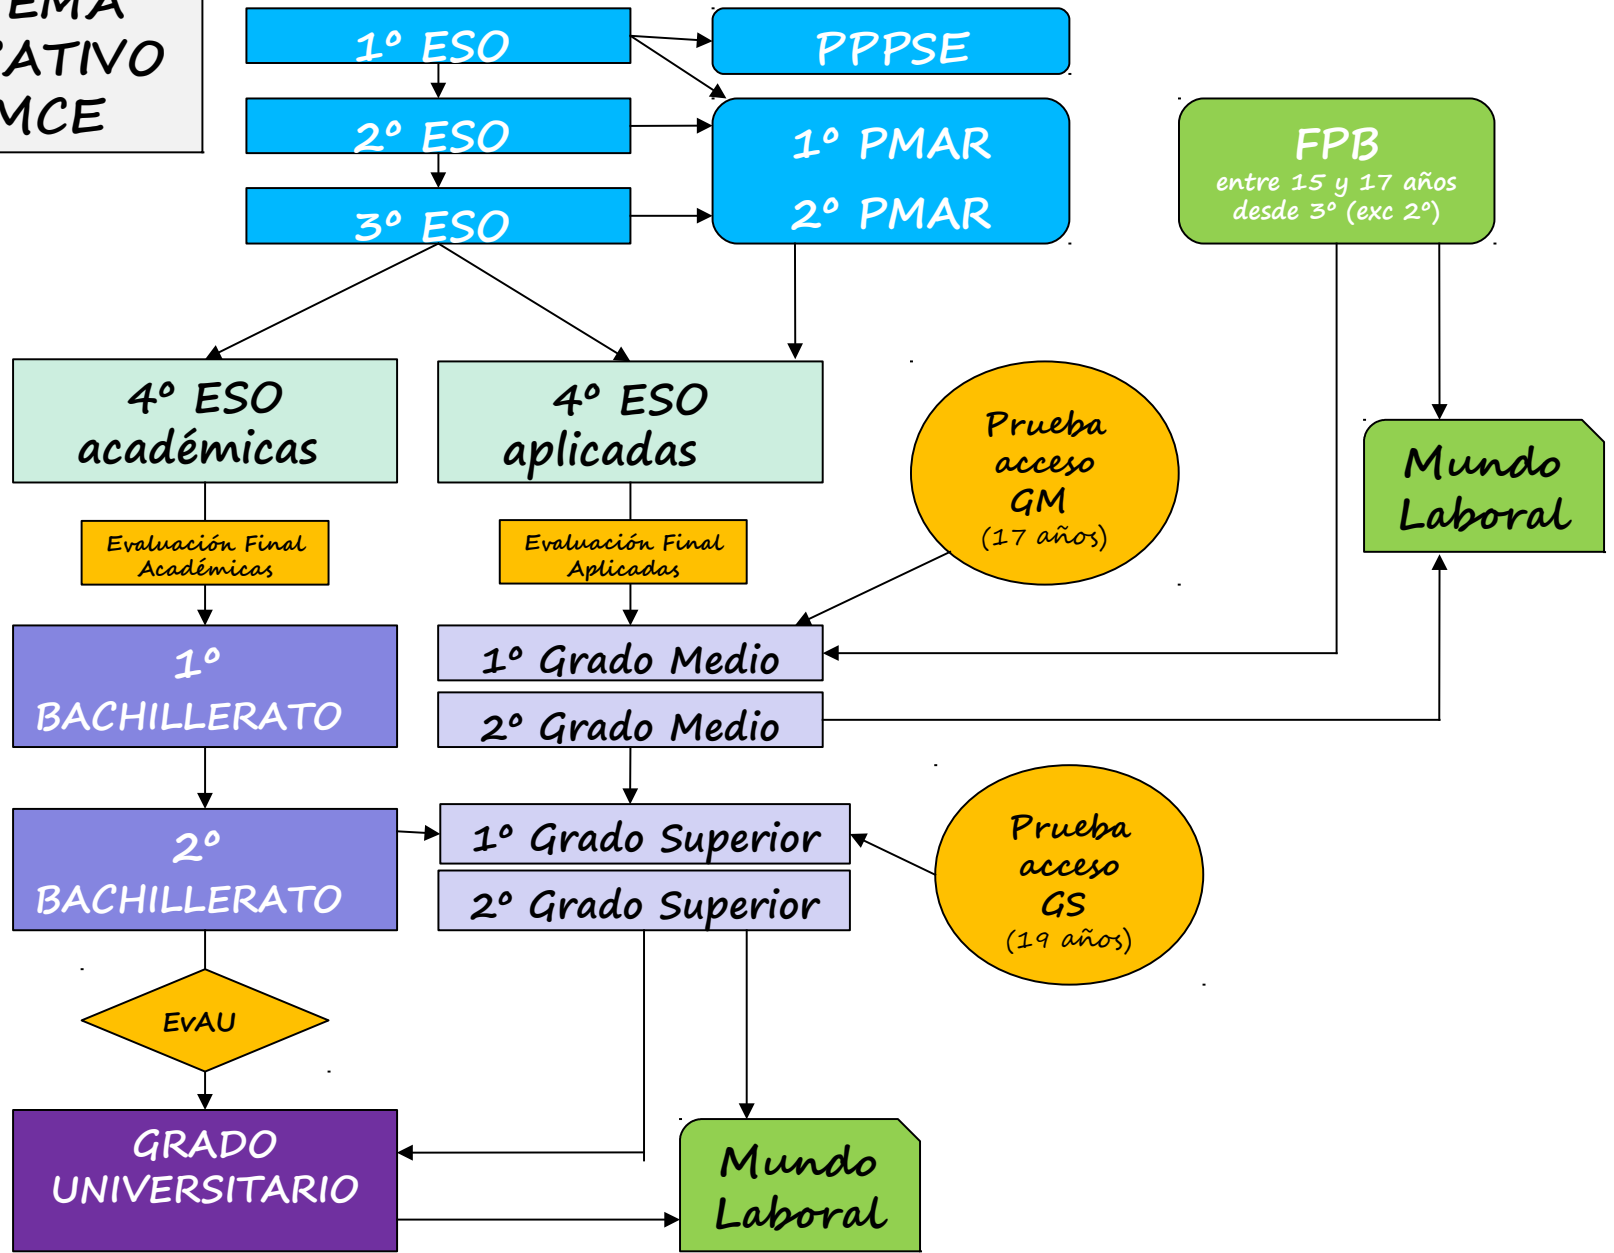 1º ESO
PPPSE
MCE
2º ESO
1º PMAR
2º PMAR
FPB
entre 15 y 17 años
desde 3º (exc 2º)
3º ESO
4º ESO
académicas
4º ESO
aplicadas
Prueba
acceso
GM
(17 años)
Mundo
Laboral
Evaluación Final
Académicas
Evaluación Final
Aplicadas
1º
BACHILLERATO
1º Grado Medio
2º Grado Medio
2º
BACHILLERATO
1º Grado Superior
2º Grado Superior
Prueba
acceso
GS
(19 años)
EvAU
GRADO
UNIVERSITARIO
Mundo
Laboral